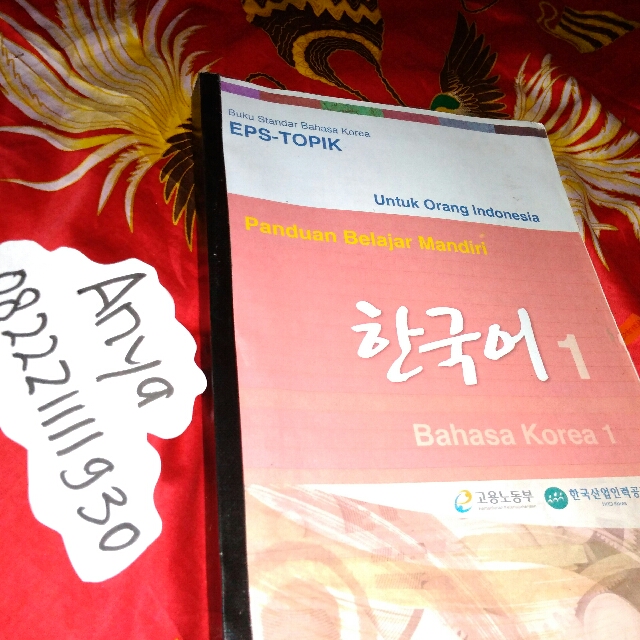 Buku Standar Bahasa Korea
EPS-TOPIK
Untuk Orang Indonesia
Panduan Belajar Mandiri
한국어 1
Bahasa Korea 1
고용노동부
한국산업인력공
Anya
082221111930